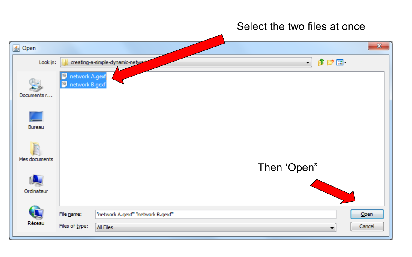 Select the two files at once
Open
Look in: creating-a-simple-dynamic-netwo
network A.gexf
network B.gexf
Documents r...
Bureau
Mes documents
Then ‘Open”
Ordinateur
Réseau
File name: "network A.gexf" "network B.gexf"
Open
Files of type: All Files
Cancel